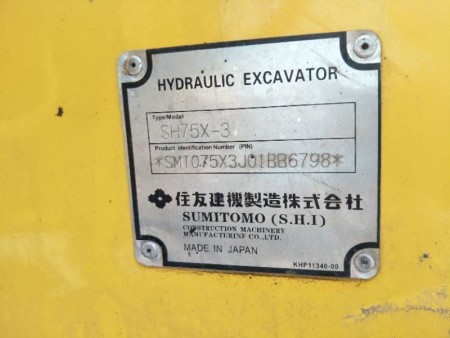 HYDRAULIC EXCAVATOR
Type/Model
SH75X-3
Product Identification Number (PIN)
*SMT075X3J01BB6798*
住友建機製造株式会社
SUMITOMO (S.H.I)
CONSTRUCTION MACHINERY
MANUFACTURINF CO.,LTD.
MADE IN JAPAN
KHP11340-00